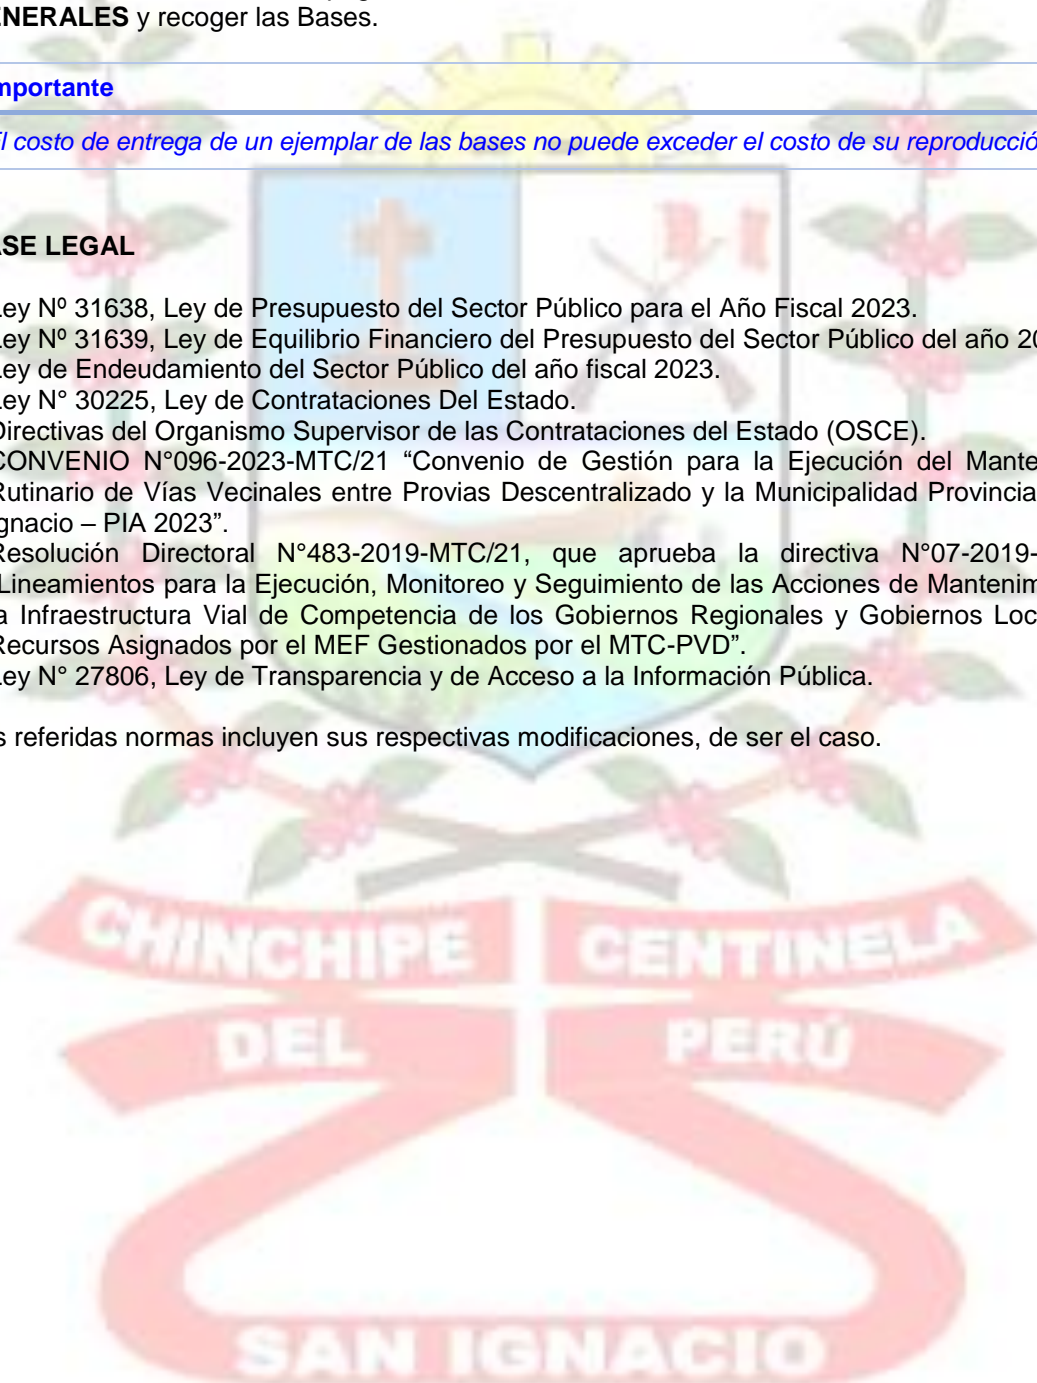 ENERALES y recoger las Bases.
mportante
l costo de entrega de un ejemplar de las bases no puede exceder el costo de su reproducció
ASE LEGAL
Ley Nº 31638, Ley de Presupuesto del Sector Público para el Año Fiscal 2023.
Ley Nº 31639, Ley de Equilibrio Financiero del Presupuesto del Sector Público del año 20
Ley de Endeudamiento del Sector Público del año fiscal 2023.
Ley N° 30225, Ley de Contrataciones Del Estado.
Directivas del Organismo Supervisor de las Contrataciones del Estado (OSCE).
CONVENIO N°096-2023-MTC/21 “Convenio de Gestión para la Ejecución del Mante
Rutinario de Vías Vecinales entre Provias Descentralizado y la Municipalidad Provincia
gnacio – PIA 2023”.
Resolución Directoral N°483-2019-MTC/21, que aprueba la directiva N°07-2019-
“Lineamientos para la Ejecución, Monitoreo y Seguimiento de las Acciones de Mantenim
a Infraestructura Vial de Competencia de los Gobiernos Regionales y Gobiernos Loc
Recursos Asignados por el MEF Gestionados por el MTC-PVD”.
Ley N° 27806, Ley de Transparencia y de Acceso a la Información Pública.
s referidas normas incluyen sus respectivas modificaciones, de ser el caso.
CHINCHIPE CENTINELA
DEL PERÚ
SAN IGNACIO